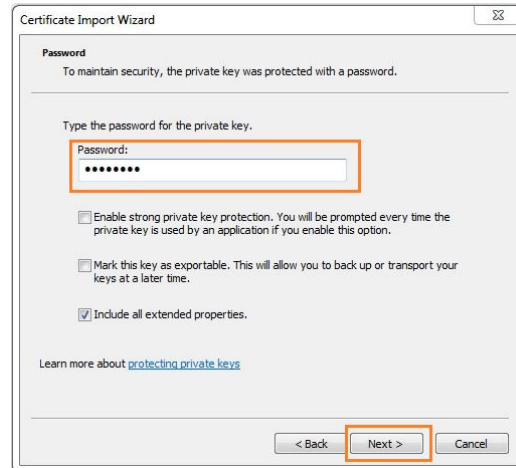 Certificate Import Wizard
Password
To maintain security, the private key was protected with a password.
Type the password for the private key.
Password:
••••••••
Enable strong private key protection. You will be prompted every time the
private key is used by an application if you enable this option.
Mark this key as exportable. This will allow you to back up or transport your
keys at a later time.
Include all extended properties.
Learn more about protecting private keys
< Back Next > Cancel